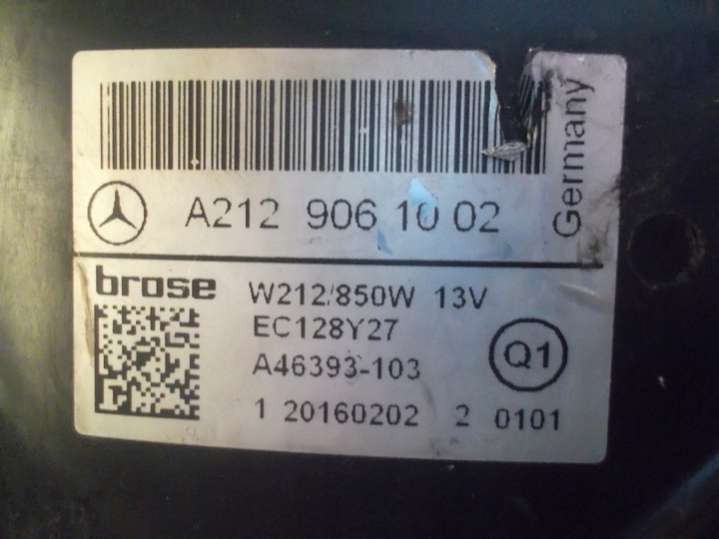 A212 906 10 02
Germany
brose
W212/850W 13V
EC128Y27
A46393-103
Q1
1 20160202 2 0101